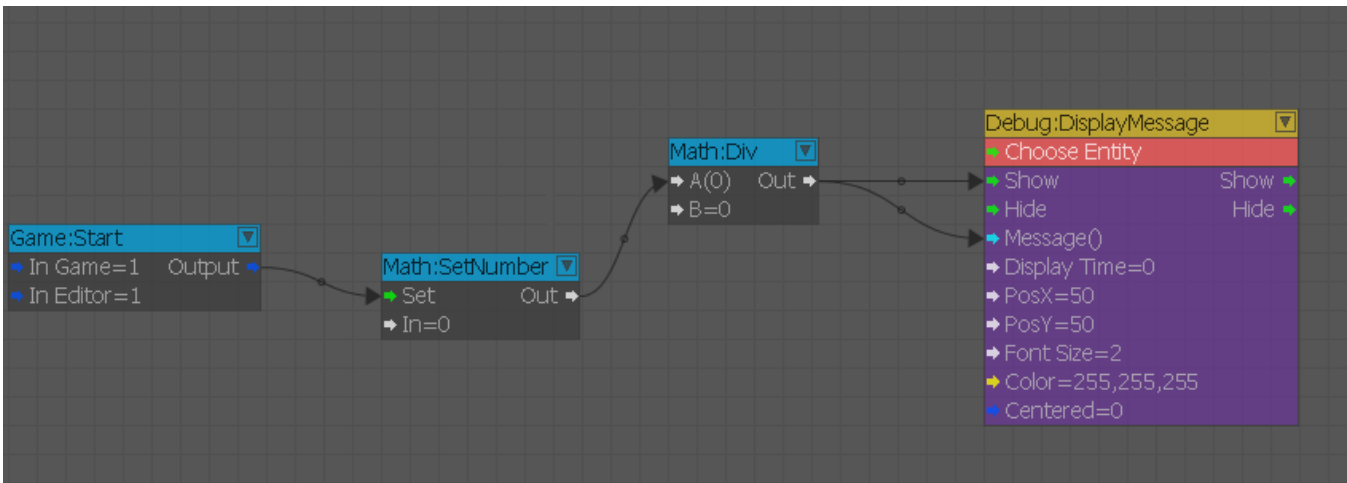 Game:Start
In Game=1 Output
In Editor=1
Math:SetNumber
Set Out
In=0
Math:Div
A(0) Out
B=0
Debug:DisplayMessage
Choose Entity
Show Show
Hide Hide
Message()
Display Time=0
PosX=50
PosY=50
Font Size=2
Color=255,255,255
Centered=0